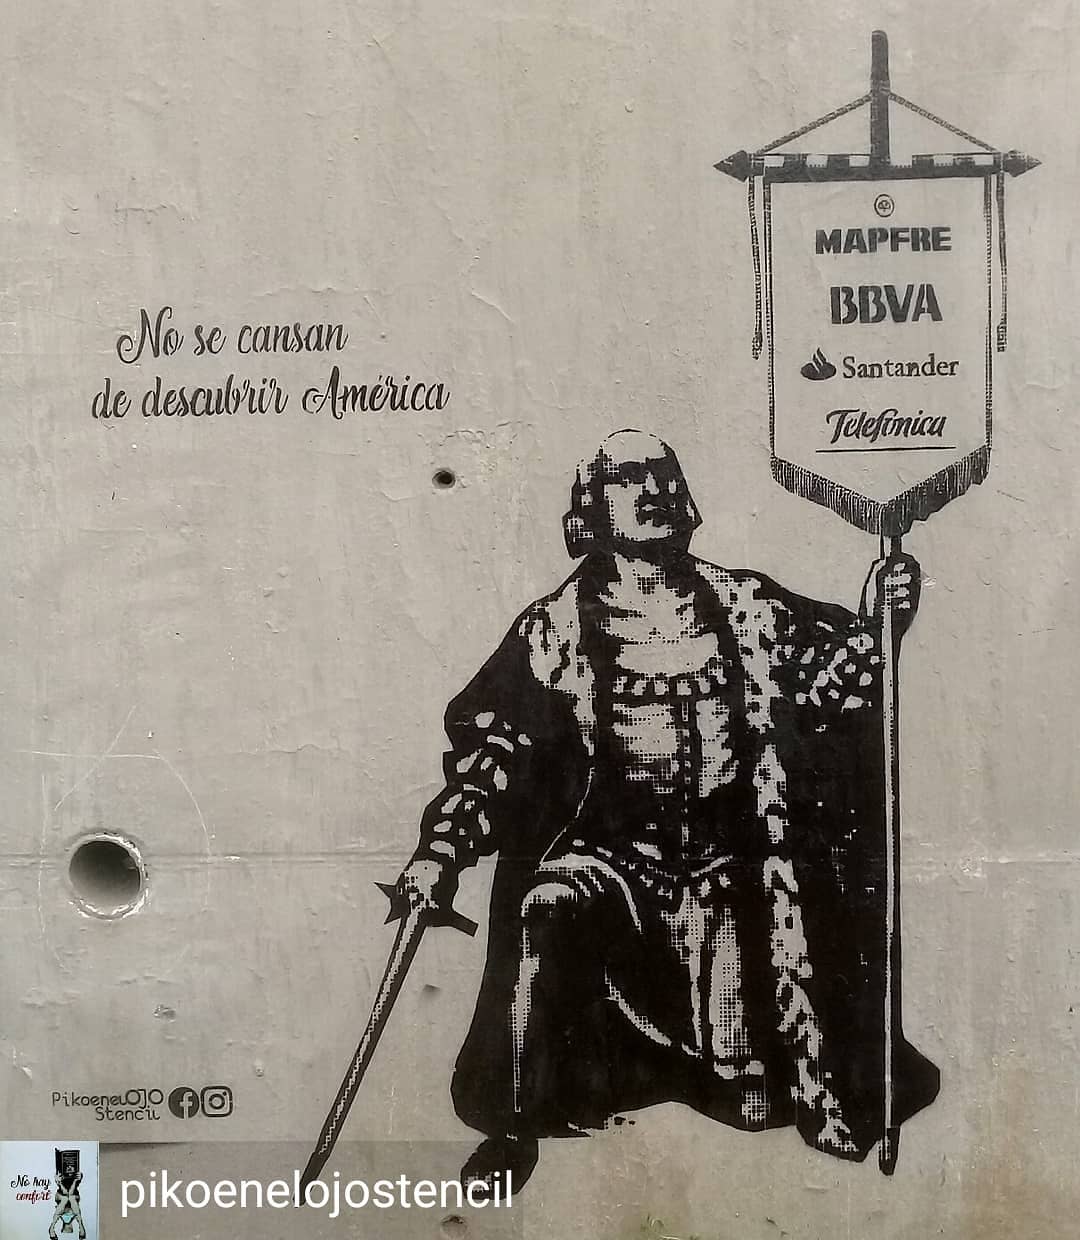 No se cansan
de descubrir América
MAPFRE
BBVA
Santander
Telefónica
PikoenelOJO
Stencil
No hay
confort
pikoenelojostencil